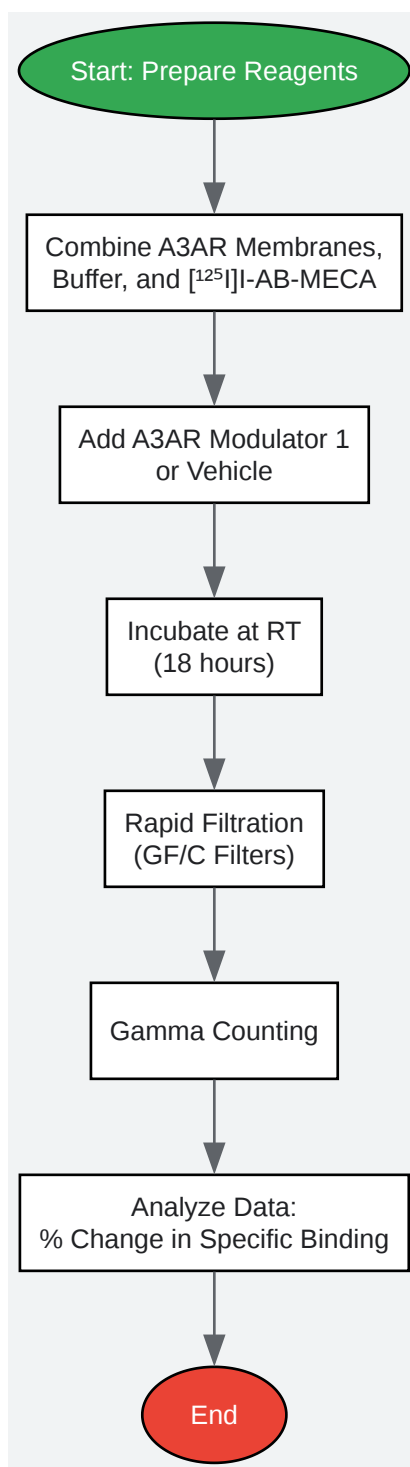 Start: Prepare Reagents
Combine A3AR Membranes,
Buffer, and [¹²⁵I]I-AB-MECA
Add A3AR Modulator 1
or Vehicle
Incubate at RT
(18 hours)
Rapid Filtration
(GF/C Filters)
Gamma Counting
Analyze Data:
% Change in Specific Binding
End